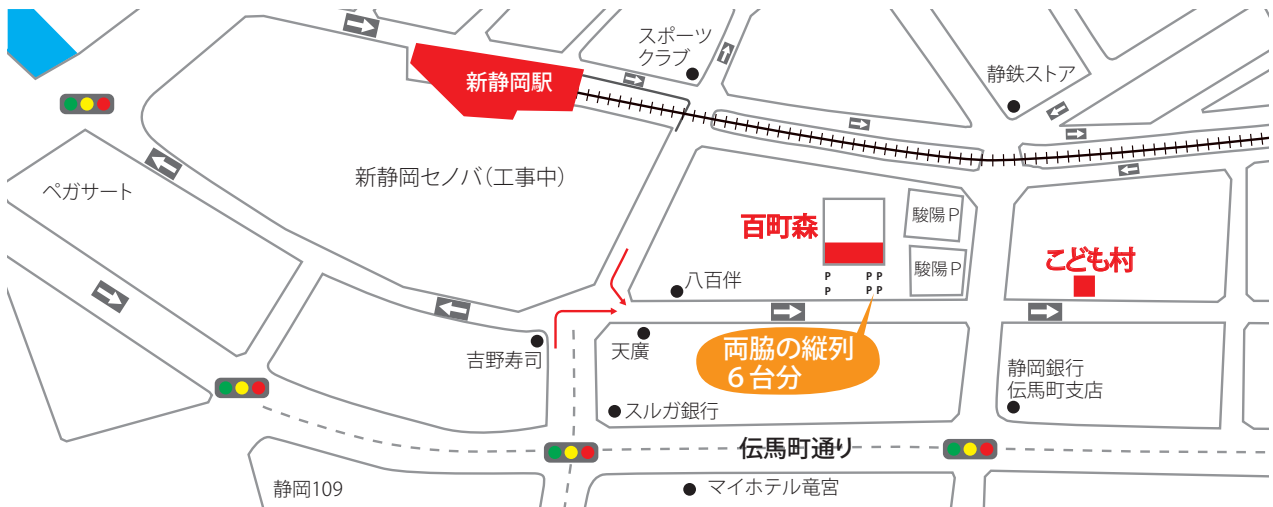 スポーツ
クラブ
新静岡駅
静鉄ストア
新静岡セノバ（工事中）
ペガサート
百町森
駿陽Ｐ
駿陽Ｐ
こども村
P
P
P P
P P
八百伴
天廣
吉野寿司
両脇の縦列
６台分
静岡銀行
伝馬町支店
スルガ銀行
伝馬町通り
静岡109
マイホテル竜宮